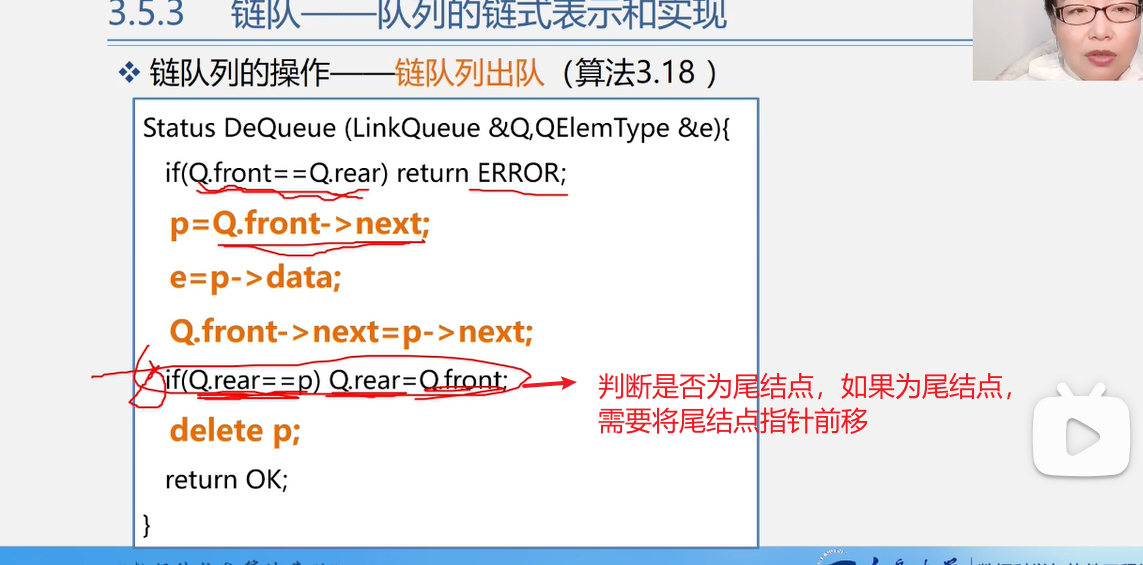 3.5.3 链队——队列的链式表示和实现
链队列的操作——链队列出队（算法3.18 ）
Status DeQueue (LinkQueue &Q,QElemType &e){
if(Q.front==Q.rear) return ERROR;
p=Q.front->next;
e=p->data;
Q.front->next=p->next;
if(Q.rear==p) Q.rear=Q.front;
判断是否为尾结点，如果为尾结点，
需要将尾结点指针前移
delete p;
return OK;
}